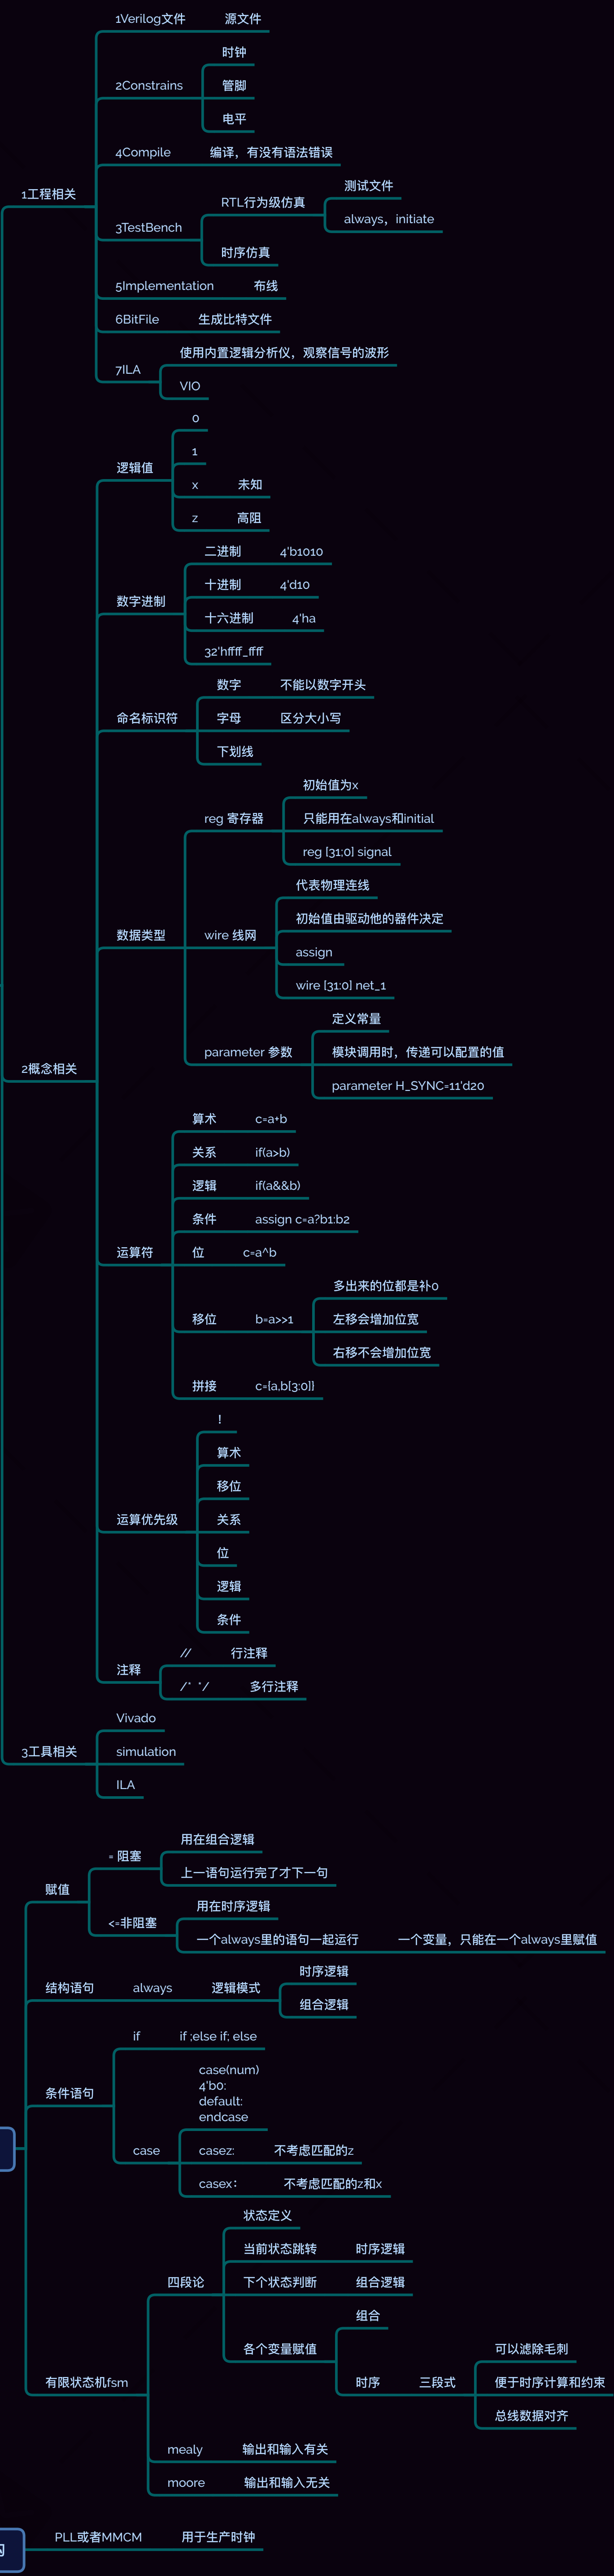 1工程相关
1Verilog文件
源文件
2Constrains
时钟
管脚
电平
4Compile
编译，有没有语法错误
3TestBench
RTL行为级仿真
测试文件
always，initiate
时序仿真
5Implementation
布线
6BitFile
生成比特文件
7ILA
使用内置逻辑分析仪，观察信号的波形
VIO
2概念相关
逻辑值
0
1
x
未知
z
高阻
数字进制
二进制
4'b1010
十进制
4'd10
十六进制
4'ha
32'hffff_ffff
命名标识符
数字
不能以数字开头
字母
区分大小写
下划线
数据类型
reg 寄存器
初始值为x
只能用在always和initial
reg [31;0] signal
wire 线网
代表物理连线
初始值由驱动他的器件决定
assign
wire [31:0] net_1
parameter 参数
定义常量
模块调用时，传递可以配置的值
parameter H_SYNC=11'd20
运算符
算术
c=a+b
关系
if(a>b)
逻辑
if(a&&b)
条件
assign c=a?b1:b2
位
c=a^b
移位
b=a>>1
多出来的位都是补0
左移会增加位宽
右移不会增加位宽
拼接
c={a,b[3:0]}
运算优先级
！
算术
移位
关系
位
逻辑
条件
注释
//
行注释
/* */
多行注释
3工具相关
Vivado
simulation
ILA
赋值
= 阻塞
用在组合逻辑
上一语句运行完了才下一句
<=非阻塞
用在时序逻辑
一个always里的语句一起运行
一个变量，只能在一个always里赋值
结构语句
always
逻辑模式
时序逻辑
组合逻辑
条件语句
if
if ;else if; else
case
case(num)
4'b0:
default:
endcase
casez:
不考虑匹配的z
casex：
不考虑匹配的z和x
有限状态机fsm
四段论
状态定义
当前状态跳转
时序逻辑
下个状态判断
组合逻辑
各个变量赋值
组合
时序
三段式
可以滤除毛刺
便于时序计算和约束
总线数据对齐
mealy
输出和输入有关
moore
输出和输入无关
PLL或者MMCM
用于生产时钟